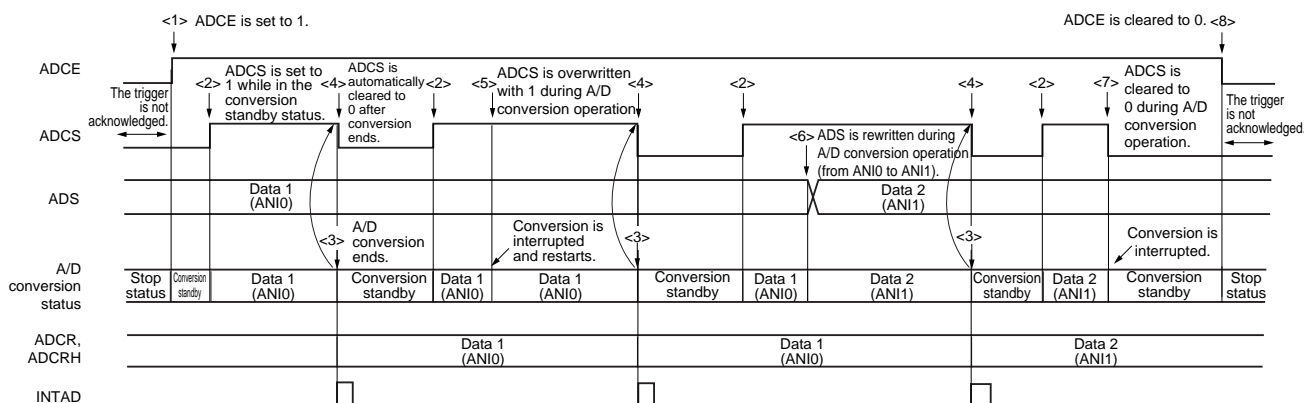 <1> ADCE is set to 1.
ADCE is cleared to 0. <8>
ADCE
The trigger
is not
acknowledged.
<2>
ADCS is set to
1 while in the
conversion
standby status.
<4>
ADCS is
automatically
cleared to
0 after
conversion
ends.
<2>
<5>
ADCS is overwritten
with 1 during A/D
conversion operation
<4>
<2>
<4>
<2>
<7>
ADCS is
cleared to
0 during A/D
conversion
operation.
The trigger
is not
acknowledged.
ADCS
<6> ADS is rewritten during
A/D conversion operation
(from ANI0 to ANI1).
ADS
Data 1
(ANI0)
Data 2
(ANI1)
<3>
A/D
conversion
ends.
Conversion is
interrupted
and restarts.
<3>
<3>
Conversion is
interrupted.
A/D
conversion
status
Stop
status
Conversion
standby
Data 1
(ANI0)
Conversion
standby
Data 1
(ANI0)
Data 1
(ANI0)
Conversion
standby
Data 1
(ANI0)
Data 2
(ANI1)
Conversion
standby
Data 2
(ANI1)
Conversion
standby
Stop
status
ADCR,
ADCRH
Data 1
(ANI0)
Data 1
(ANI0)
Data 2
(ANI1)
INTAD